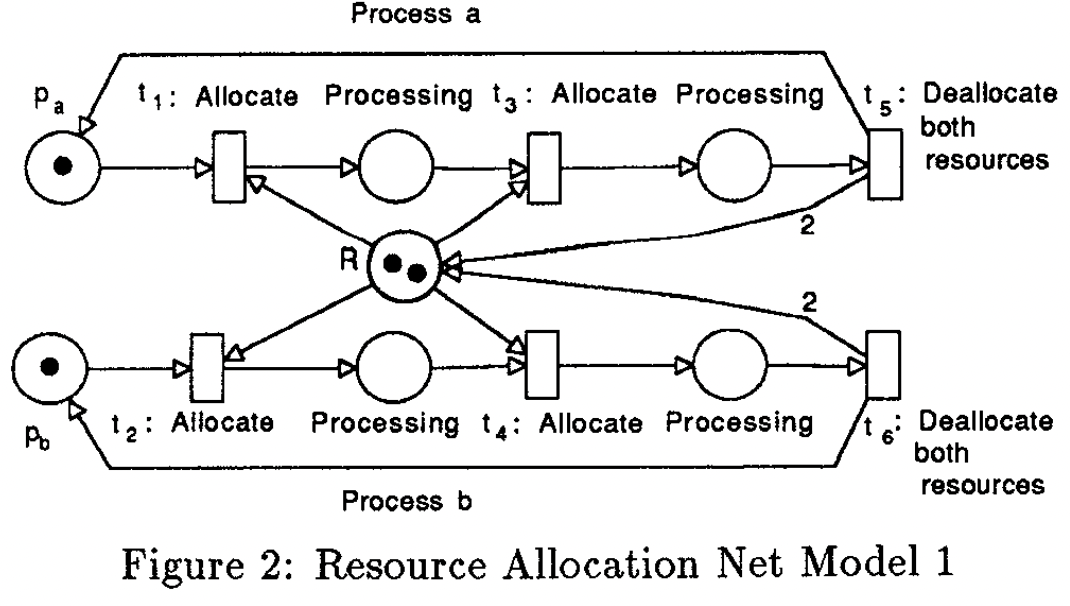 Process a
p a t 1 : Allocate Processing t 3 : Allocate Processing t 5 : Deallocate
both
resources
2
R
2
p b t 2 : Allocate Processing t 4 : Allocate Processing t 6 : Deallocate
both
resources
Process b
Figure 2: Resource Allocation Net Model 1